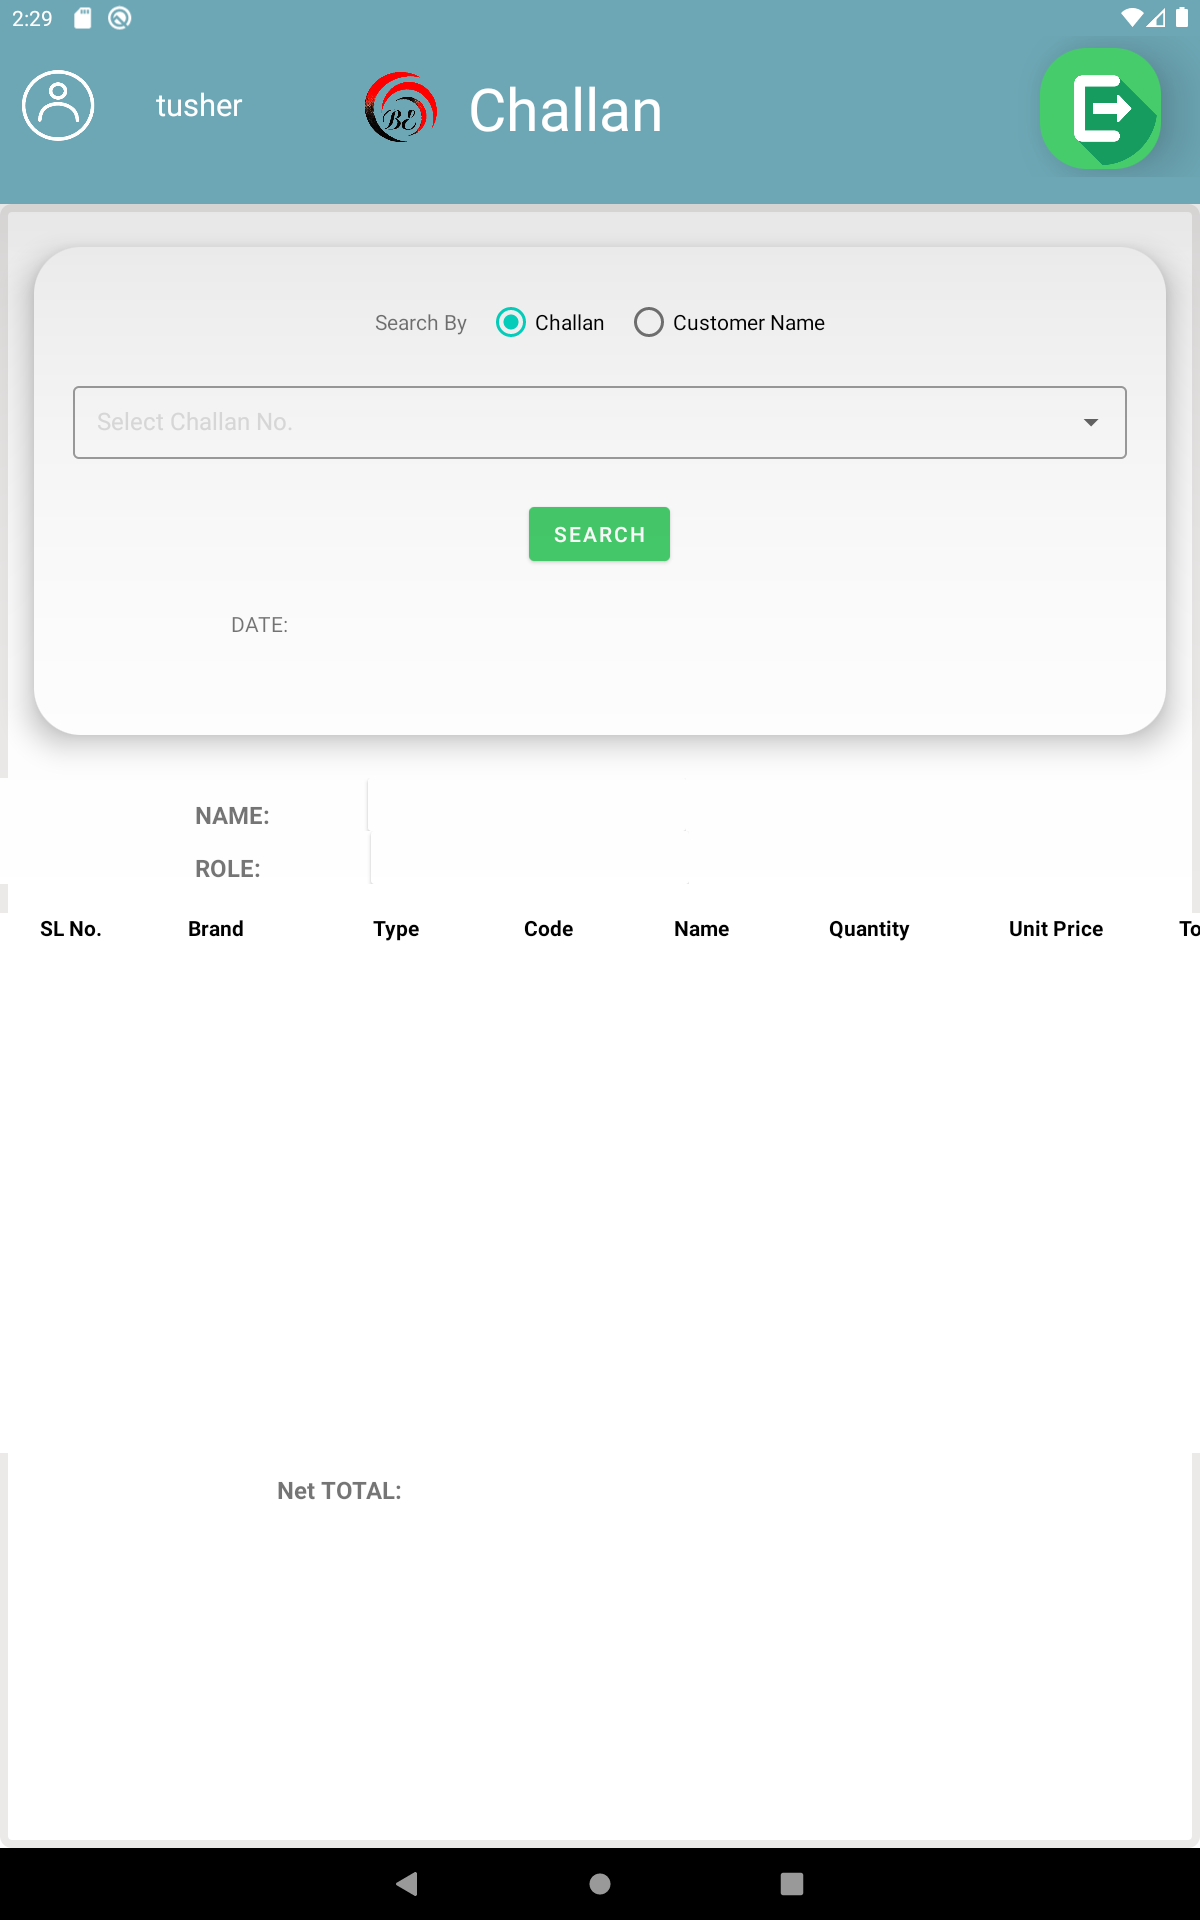 2:29
tusher
BE
Challan
Search By Challan Customer Name
Select Challan No.
SEARCH
DATE:
NAME:
ROLE:
SL No. Brand Type Code Name Quantity Unit Price To
Net TOTAL: